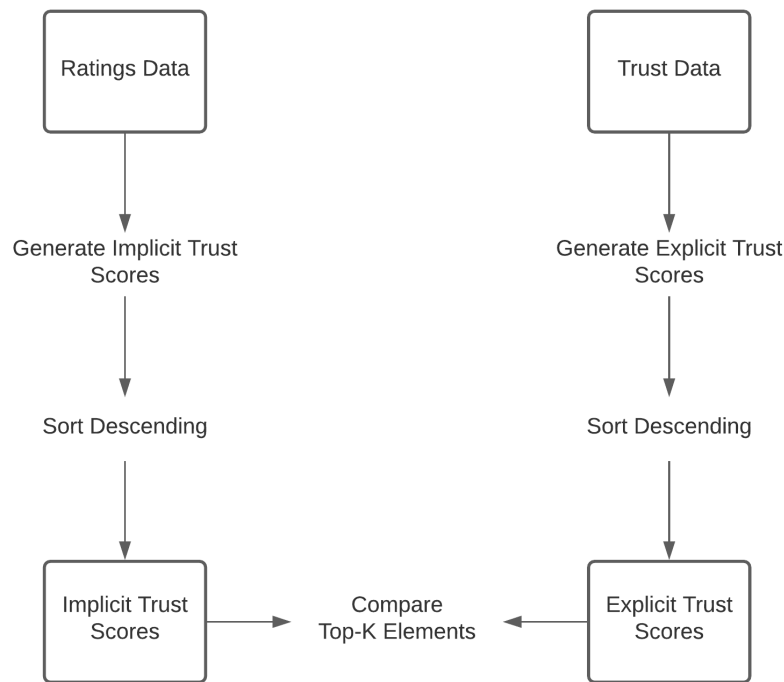 Ratings Data
Trust Data
Generate Implicit Trust
Scores
Generate Explicit Trust
Scores
Sort Descending
Sort Descending
Implicit Trust
Scores
Compare
Top-K Elements
Explicit Trust
Scores